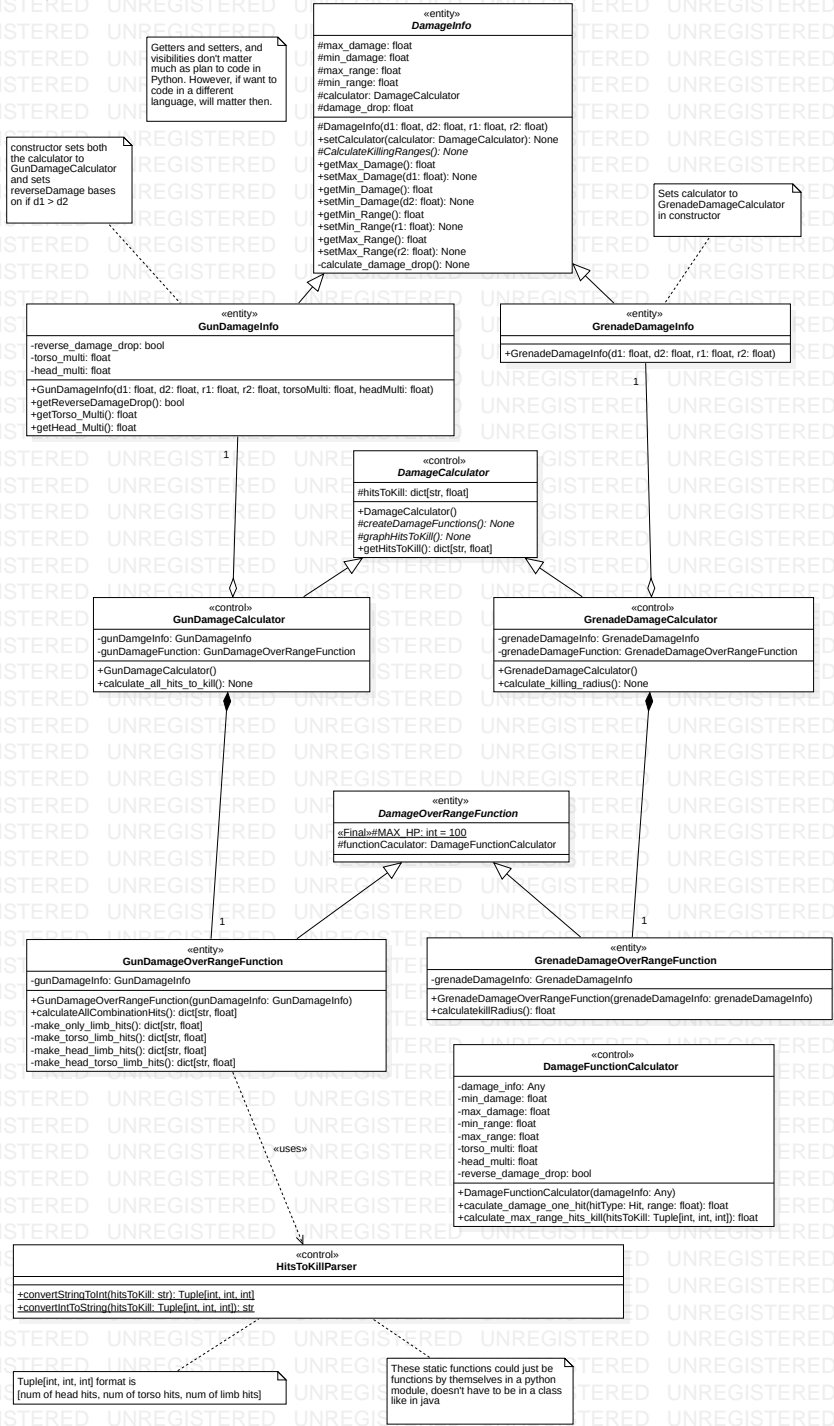 «entity»
DamageInfo
#max_damage: float
#min_damage: float
#max_range: float
#min_range: float
#calculator: DamageCalculator
#damage_drop: float
#DamageInfo(d1: float, d2: float, r1: float, r2: float)
+setCalculator(calculator: DamageCalculator): None
#CalculateKillingRanges(): None
+getMax_Damage(): float
+setMax_Damage(d1: float): None
+getMin_Damage(): float
+setMin_Damage(d2: float): None
+getMin_Range(): float
+setMin_Range(r1: float): None
+getMax_Range(): float
+setMax_Range(r2: float): None
-calculate_damage_drop(): None
Getters and setters, and
visibilities don't matter
much as plan to code in
Python. However, if want to
code in a different
language, will matter then.
constructor sets both
the calculator to
GunDamageCalculator
and sets
reverseDamage bases
on if d1 > d2
Sets calculator to
GrenadeDamageCalculator
in constructor
«entity»
GunDamageInfo
-reverse_damage_drop: bool
-torso_multi: float
-head_multi: float
+GunDamageInfo(d1: float, d2: float, r1: float, r2: float, torsoMulti: float, headMulti: float)
+getReverseDamageDrop(): bool
+getTorso_Multi(): float
+getHead_Multi(): float
«entity»
GrenadeDamageInfo
+GrenadeDamageInfo(d1: float, d2: float, r1: float, r2: float)
1
1
«control»
DamageCalculator
#hitsToKill: dict[str, float]
+DamageCalculator()
#createDamageFunctions(): None
#graphHitsToKill(): None
+getHitsToKill(): dict[str, float]
«control»
GunDamageCalculator
-gunDamgeInfo: GunDamageInfo
-gunDamageFunction: GunDamageOverRangeFunction
+GunDamageCalculator()
+calculate_all_hits_to_kill(): None
«control»
GrenadeDamageCalculator
-grenadeDamageInfo: GrenadeDamageInfo
-grenadeDamageFunction: GrenadeDamageOverRangeFunction
+GrenadeDamageCalculator()
+calculate_killing_radius(): None
«entity»
DamageOverRangeFunction
«Final»#MAX_HP: int = 100
#functionCaculator: DamageFunctionCalculator
1
1
«entity»
GunDamageOverRangeFunction
-gunDamageInfo: GunDamageInfo
+GunDamageOverRangeFunction(gunDamageInfo: GunDamageInfo)
+calculateAllCombinationHits(): dict[str, float]
-make_only_limb_hits(): dict[str, float]
-make_torso_limb_hits(): dict[str, float]
-make_head_limb_hits(): dict[str, float]
-make_head_torso_limb_hits(): dict[str, float]
«entity»
GrenadeDamageOverRangeFunction
-grenadeDamageInfo: GrenadeDamageInfo
+GrenadeDamageOverRangeFunction(grenadeDamageInfo: grenadeDamageInfo)
+calculatekillRadius(): float
«control»
DamageFunctionCalculator
-damage_info: Any
-min_damage: float
-max_damage: float
-min_range: float
-max_range: float
-torso_multi: float
-head_multi: float
-reverse_damage_drop: bool
+DamageFunctionCalculator(damageInfo: Any)
+caculate_damage_one_hit(hitType: Hit, range: float): float
+calculate_max_range_hits_kill(hitsToKill: Tuple[int, int, int]): float
«uses»
«control»
HitsToKillParser
+convertStringToInt(hitsToKill: str): Tuple[int, int, int]
+convertIntToString(hitsToKill: Tuple[int, int, int]): str
Tuple[int, int, int] format is
[num of head hits, num of torso hits, num of limb hits]
These static functions could just be
functions by themselves in a python
module, doesn't have to be in a class
like in java